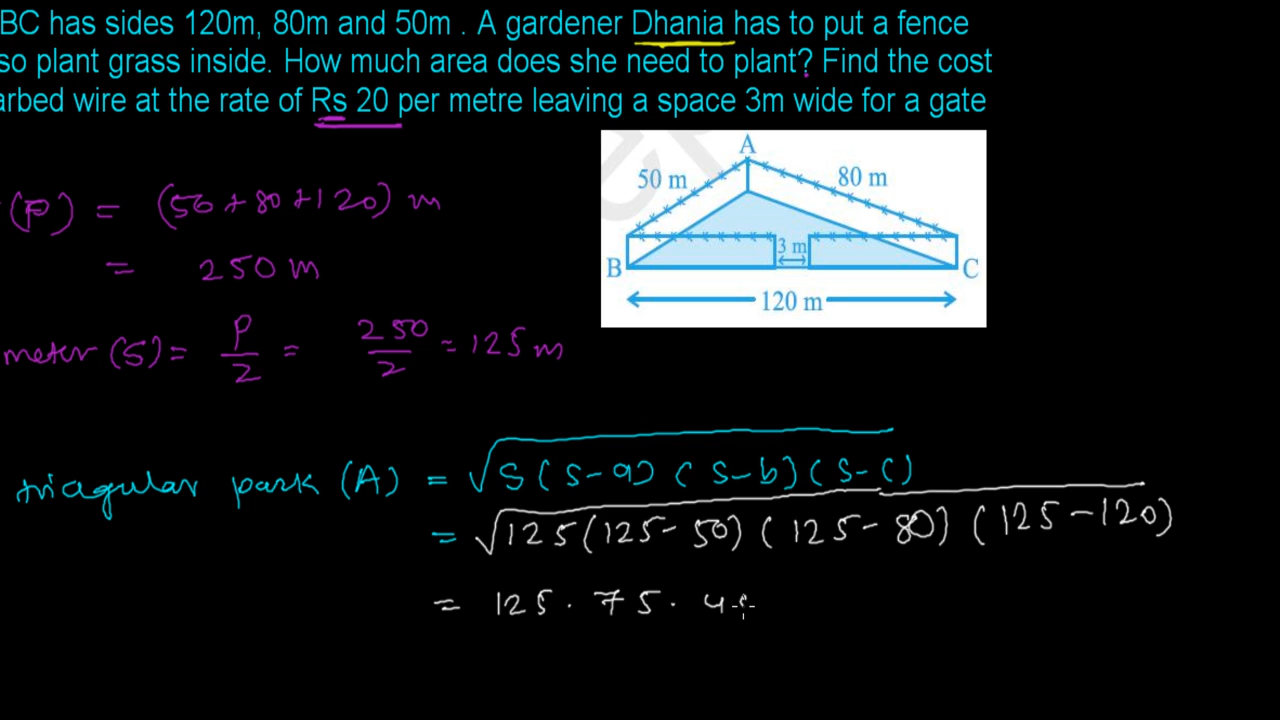 BC has sides 120m, 80m and 50m . A gardener Dhania has to put a fence
so plant grass inside. How much area does she need to plant? Find the cost
arbed wire at the rate of Rs 20 per metre leaving a space 3m wide for a gate
A
50 m
80 m
3 m
B
C
120 m
(P) = (50+80+120) m
= 250 m
meter (S) = P/2 = 250/2 = 125 m
triagular park (A) = √S(S-a)(S-b)(S-c)
= √125(125-50)(125-80)(125-120)
= 125. 75. 4